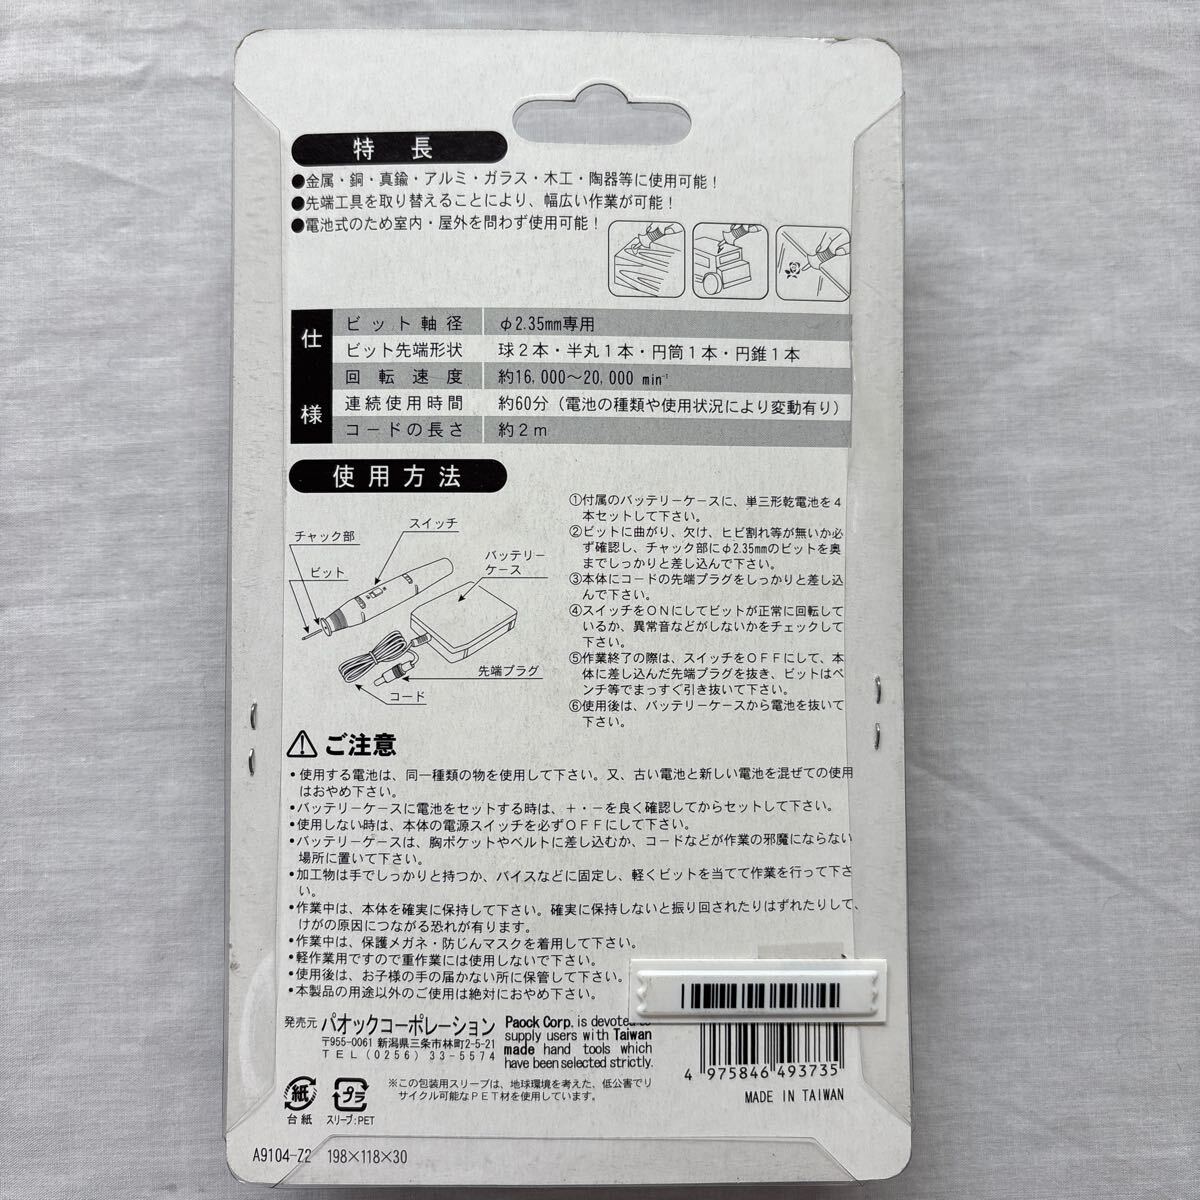 特長
●金属・銅・真鍮・アルミ・ガラス・木工・陶器等に使用可能！
●先端工具を取り替えることにより、幅広い作業が可能！
●電池式のため室内・屋外を問わず使用可能！
仕様
ビット軸径 φ2.35mm専用
ビット先端形状 球２本・半丸１本・円筒１本・円錐１本
回転速度 約16,000〜20,000 min⁻¹
連続使用時間 約60分（電池の種類や使用状況により変動有り）
コードの長さ 約２ｍ
使用方法
チャック部
スイッチ
ビット
バッテリー
ケース
先端プラグ
コード
①付属のバッテリーケースに、単三形乾電池を４
本セットして下さい。
②ビットに曲がり、欠け、ヒビ割れ等が無いか必
ず確認し、チャック部にφ2.35mmのビットを奥
までしっかりと差し込んで下さい。
③本体にコードの先端プラグをしっかりと差し込
んで下さい。
④スイッチをＯＮにしてビットが正常に回転して
いるか、異常音などがしないかをチェックして
下さい。
⑤作業終了の際は、スイッチをＯＦＦにして、本
体に差し込んだ先端プラグを抜き、ビットはペ
ンチ等でまっすぐ引き抜いて下さい。
⑥使用後は、バッテリーケースから電池を抜いて
下さい。
⚠ご注意
•使用する電池は、同一種類の物を使用して下さい。又、古い電池と新しい電池を混ぜての使用
はおやめ下さい。
•バッテリーケースに電池をセットする時は、＋・－を良く確認してからセットして下さい。
•使用しない時は、本体の電源スイッチを必ずＯＦＦにして下さい。
•バッテリーケースは、胸ポケットやベルトに差し込むか、コードなどが作業の邪魔にならない
場所に置いて下さい。
•加工物は手でしっかりと持つか、バイスなどに固定し、軽くビットを当てて作業を行って下さ
い。
•作業中は、本体を確実に保持して下さい。確実に保持しないと振り回されたりはずれたりして、
けがの原因につながる恐れが有ります。
•作業中は、保護メガネ・防じんマスクを着用して下さい。
•軽作業用ですので重作業には使用しないで下さい。
•使用後は、お子様の手の届かない所に保管して下さい。
•本製品の用途以外のご使用は絶対におやめ下さい。
発売元 パオックコーポレーション
〒955-0061 新潟県三条市林町2-5-21
ＴＥＬ(０２５６) ３３-５５７４
Paock Corp. is devoted to
supply users with Taiwan
made hand tools which
have been selected strictly.
4 975846 493735
MADE IN TAIWAN
紙
台紙
プラ
スリーブ:PET
※この包装用スリーブは、地球環境を考えた、低公害でリ
サイクル可能なＰＥＴ材を使用しています。
A9104-Z2 198×118×30